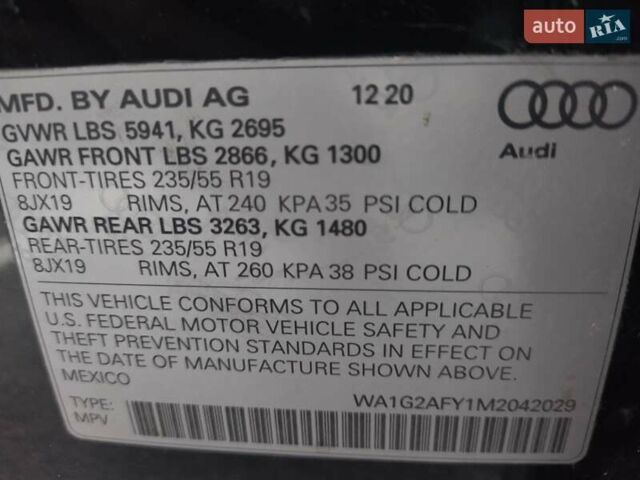 auto RIA.com
MFD. BY AUDI AG 12 20
GVWR LBS 5941, KG 2695
GAWR FRONT LBS 2866, KG 1300
Audi
FRONT-TIRES 235/55 R19
8JX19 RIMS, AT 240 KPA 35 PSI COLD
GAWR REAR LBS 3263, KG 1480
REAR-TIRES 235/55 R19
8JX19 RIMS, AT 260 KPA 38 PSI COLD
THIS VEHICLE CONFORMS TO ALL APPLICABLE
U.S. FEDERAL MOTOR VEHICLE SAFETY AND
THEFT PREVENTION STANDARDS IN EFFECT ON
THE DATE OF MANUFACTURE SHOWN ABOVE.
MEXICO
WA1G2AFY1M2042029
TYPE:
MPV